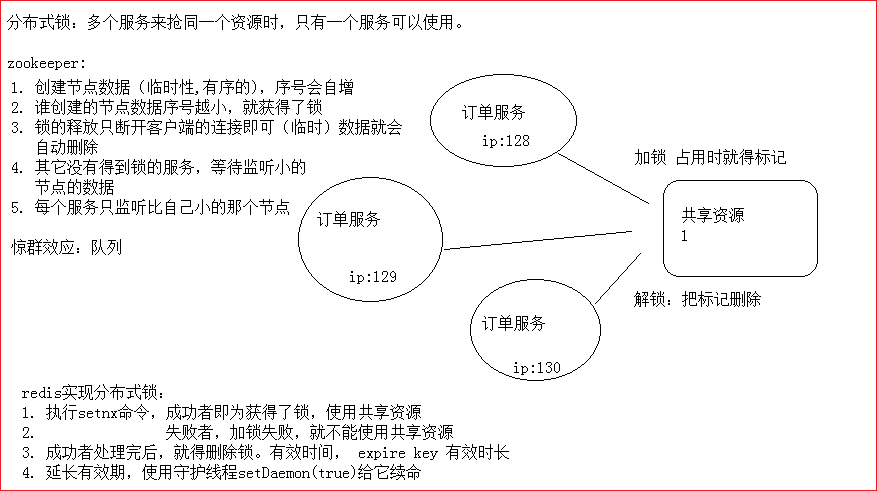 分布式锁：多个服务来抢同一个资源时，只有一个服务可以使用。
zookeeper:
1. 创建节点数据（临时性,有序的），序号会自增
2. 谁创建的节点数据序号越小，就获得了锁
3. 锁的释放只断开客户端的连接即可（临时）数据就会
自动删除
4. 其它没有得到锁的服务，等待监听小的
节点的数据
5. 每个服务只监听比自己小的那个节点
惊群效应：队列
订单服务
ip:128
订单服务
ip:129
订单服务
ip:130
加锁 占用时就得标记
共享资源
1
解锁：把标记删除
redis实现分布式锁：
1. 执行setnx命令，成功者即为获得了锁，使用共享资源
2. 失败者，加锁失败，就不能使用共享资源
3. 成功者处理完后，就得删除锁。有效时间， expire key 有效时长
4. 延长有效期，使用守护线程setDaemon(true)给它续命